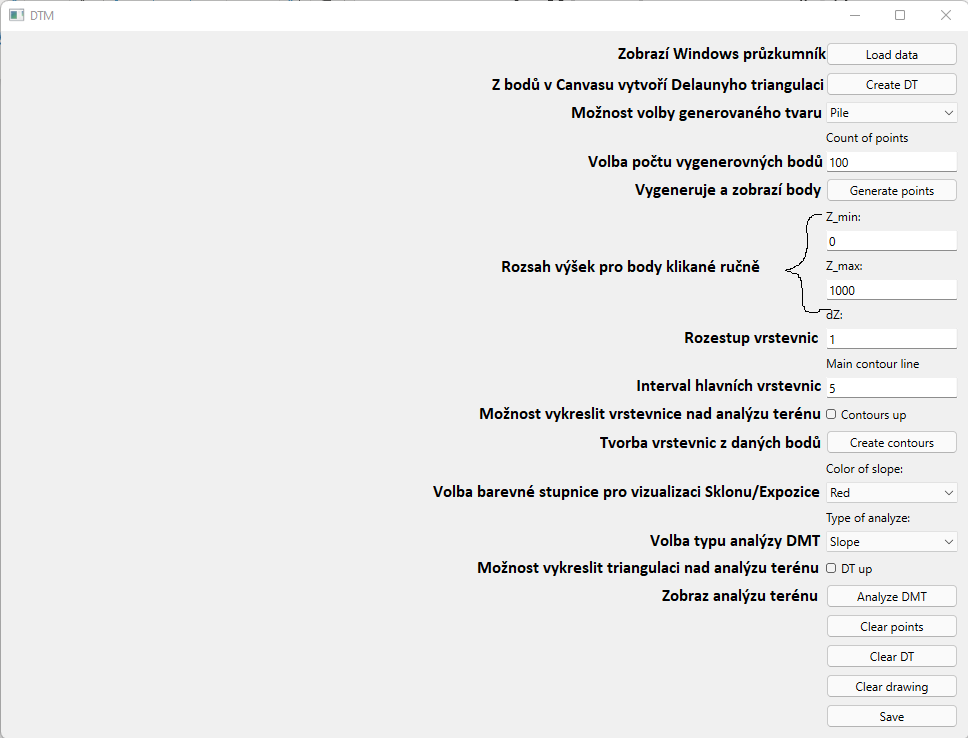 DTM
Zobrazí Windows průzkumník Load data
Z bodů v Canvasu vytvoří Delaunyho triangulaci Create DT
Možnost volby generovaného tvaru Pile
Count of points
Volba počtu vygenerovných bodů 100
Vygeneruje a zobrazí body Generate points
Z_min:
0
Rozsah výšek pro body klikané ručně Z_max:
1000
dZ:
Rozestup vrstevnic 1
Main contour line
Interval hlavních vrstevnic 5
Možnost vykreslit vrstevnice nad analýzu terénu Contours up
Tvorba vrstevnic z daných bodů Create contours
Color of slope:
Volba barevné stupnice pro vizualizaci Sklonu/Expozice Red
Type of analyze:
Volba typu analýzy DMT Slope
Možnost vykreslit triangulaci nad analýzu terénu DT up
Zobraz analýzu terénu Analyze DMT
Clear points
Clear DT
Clear drawing
Save